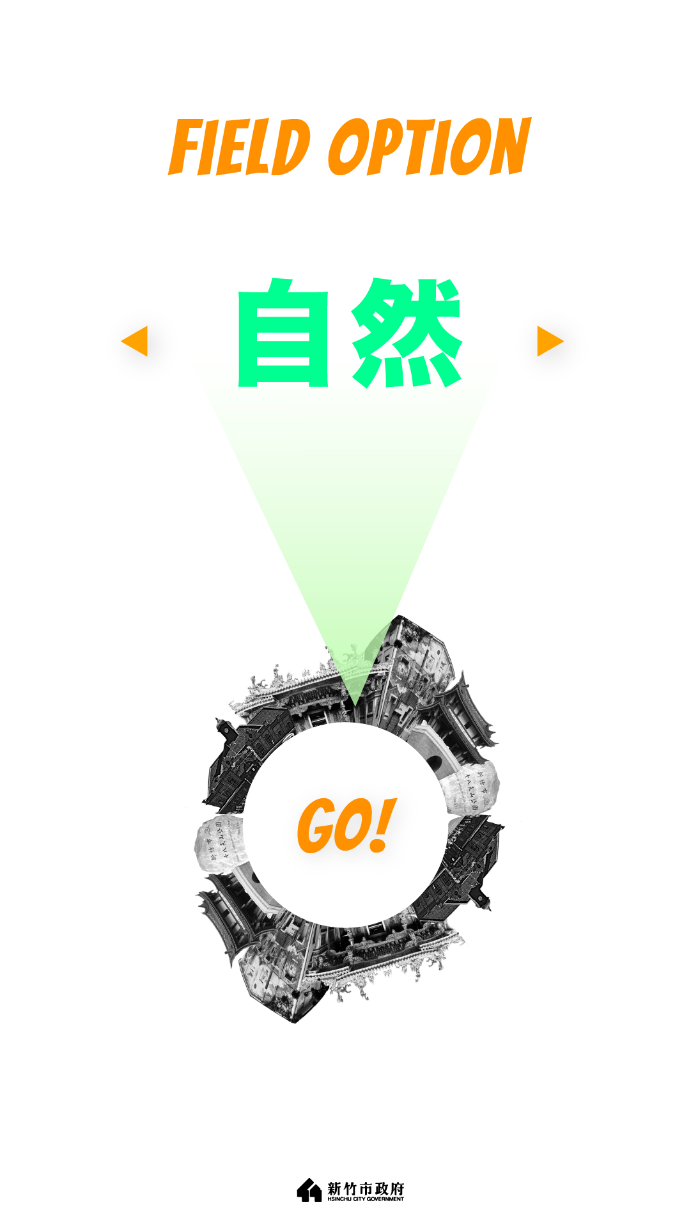 FIELD OPTION
自然
GO!
新竹市政府
HSINCHU CITY GOVERNMENT